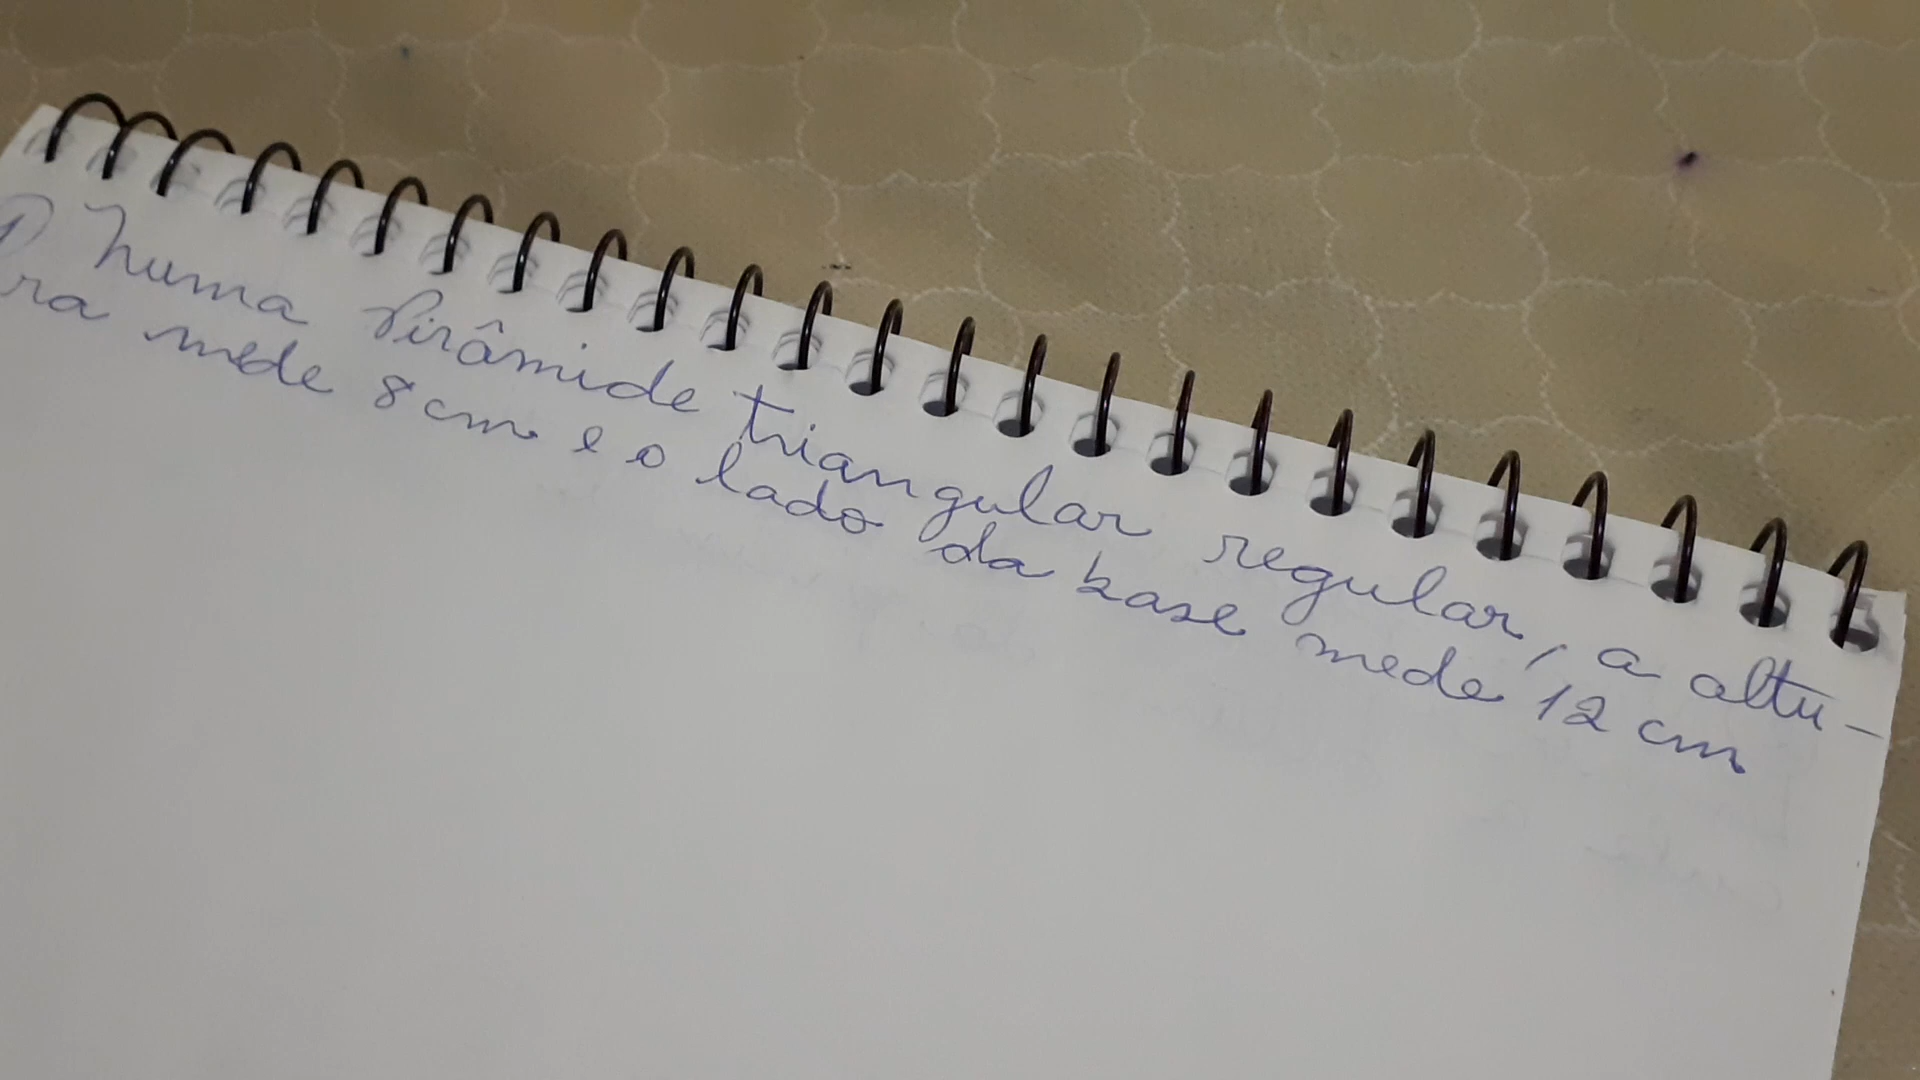 1) Numa Pirâmide triangular regular, a altu-
ra mede 8 cm e o lado da base mede 12 cm